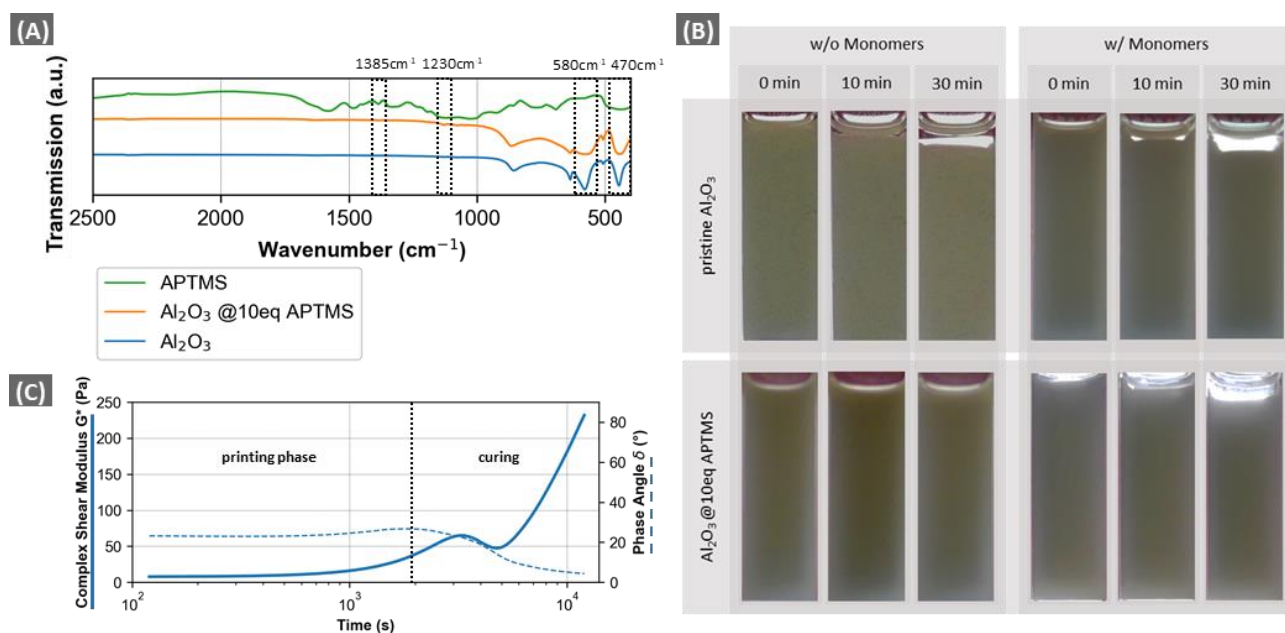 (A)
Transmission (a.u.)
1385cm⁻¹ 1230cm⁻¹ 580cm⁻¹ 470cm⁻¹
2500 2000 1500 1000 500
Wavenumber (cm⁻¹)
APTMS
Al₂O₃ @10eq APTMS
Al₂O₃
(B)
w/o Monomers w/ Monomers
0 min 10 min 30 min 0 min 10 min 30 min
pristine Al₂O₃
Al₂O₃ @10eq APTMS
(C)
Complex Shear Modulus G* (Pa)
250
200
150
100
50
0
printing phase curing
80
60
40
20
0
Phase Angle δ (°)
10² 10³ 10⁴
Time (s)